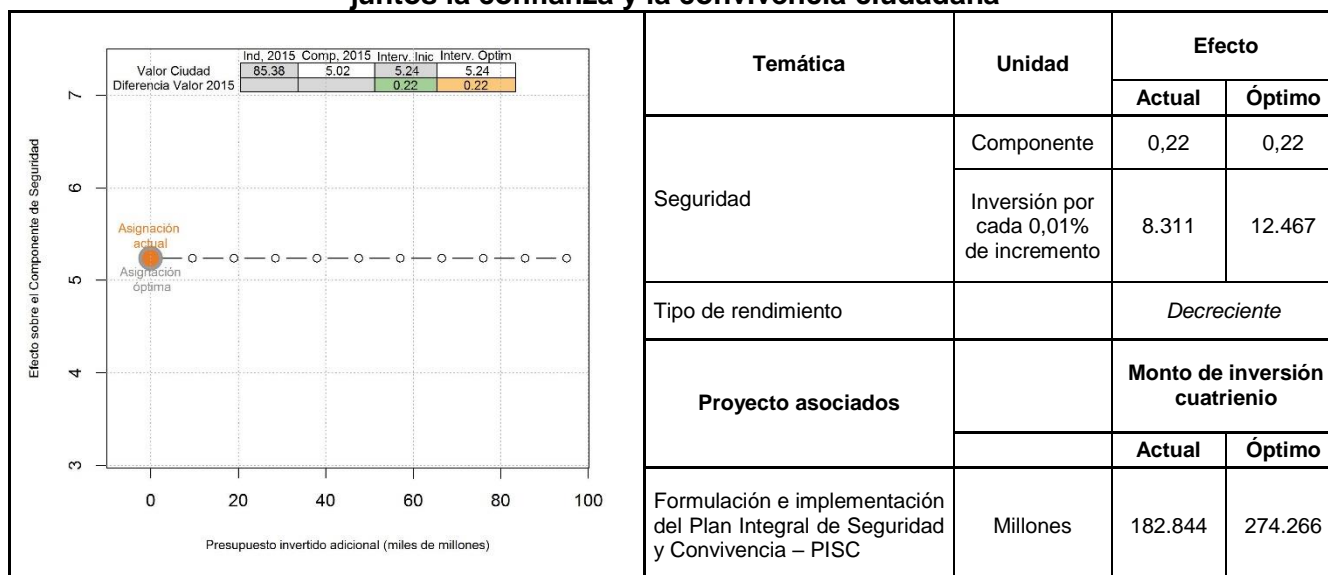 juntos la confianza y la convivencia ciudadana
Ind, 2015 Comp, 2015 Interv. Inic Interv. Optim
Valor Ciudad 85.38 5.02 5.24 5.24
Diferencia Valor 2015 0.22 0.22
Efecto sobre el Componente de Seguridad
7
6
5
4
3
Asignación
actual
Asignación
óptima
0 20 40 60 80 100
Presupuesto invertido adicional (miles de millones)
Temática Unidad Efecto
Actual Óptimo
Seguridad
Componente 0,22 0,22
Inversión por
cada 0,01%
de incremento
8.311 12.467
Tipo de rendimiento Decreciente
Proyecto asociados
Monto de inversión
cuatrienio
Actual Óptimo
Formulación e implementación
del Plan Integral de Seguridad
y Convivencia – PISC
Millones 182.844 274.266